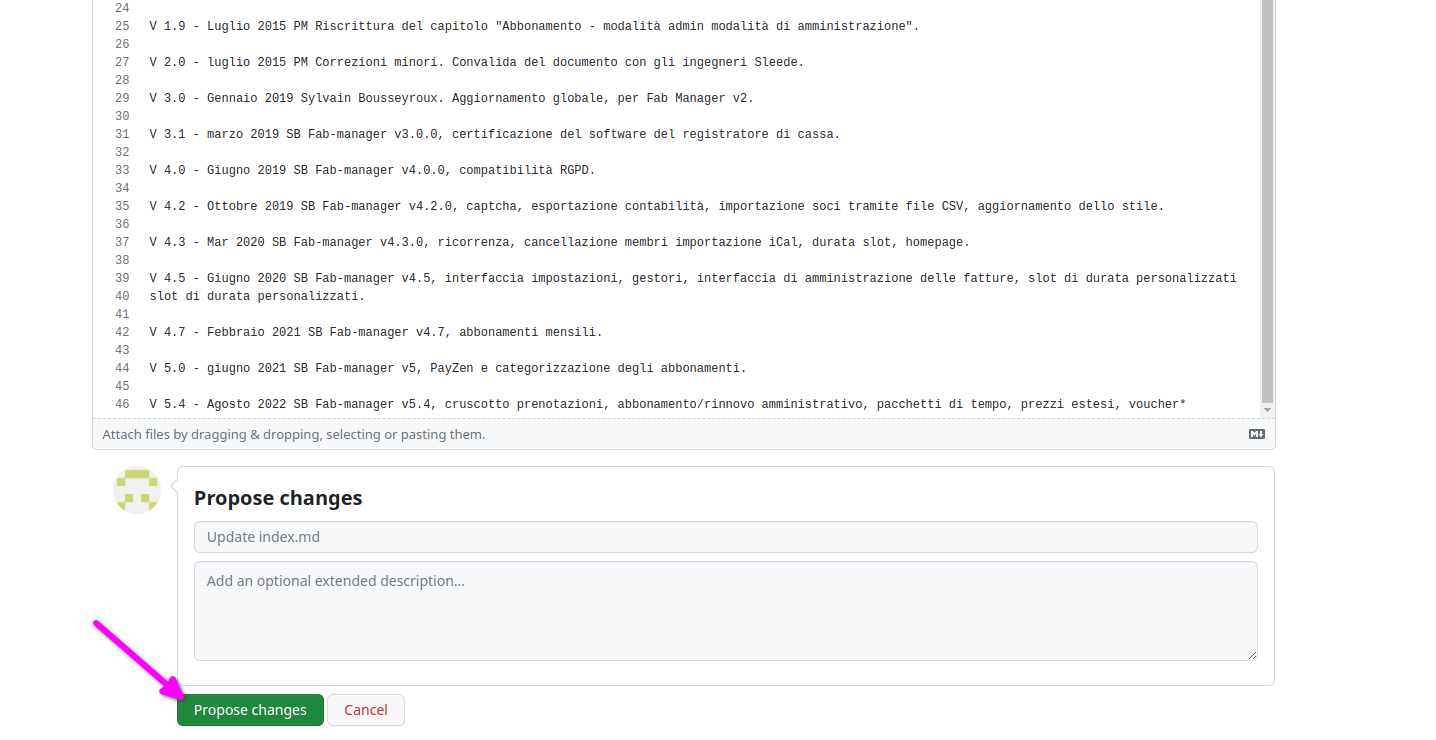 24
25 V 1.9 - Luglio 2015 PM Riscrittura del capitolo "Abbonamento - modalità admin modalità di amministrazione".
26
27 V 2.0 - luglio 2015 PM Correzioni minori. Convalida del documento con gli ingegneri Sleede.
28
29 V 3.0 - Gennaio 2019 Sylvain Bousseyroux. Aggiornamento globale, per Fab Manager v2.
30
31 V 3.1 - marzo 2019 SB Fab-manager v3.0.0, certificazione del software del registratore di cassa.
32
33 V 4.0 - Giugno 2019 SB Fab-manager v4.0.0, compatibilità RGPD.
34
35 V 4.2 - Ottobre 2019 SB Fab-manager v4.2.0, captcha, esportazione contabilità, importazione soci tramite file CSV, aggiornamento dello stile.
36
37 V 4.3 - Mar 2020 SB Fab-manager v4.3.0, ricorrenza, cancellazione membri importazione iCal, durata slot, homepage.
38
39 V 4.5 - Giugno 2020 SB Fab-manager v4.5, interfaccia impostazioni, gestori, interfaccia di amministrazione delle fatture, slot di durata personalizzati
40 slot di durata personalizzati.
41
42 V 4.7 - Febbraio 2021 SB Fab-manager v4.7, abbonamenti mensili.
43
44 V 5.0 - giugno 2021 SB Fab-manager v5, PayZen e categorizzazione degli abbonamenti.
45
46 V 5.4 - Agosto 2022 SB Fab-manager v5.4, cruscotto prenotazioni, abbonamento/rinnovo amministrativo, pacchetti di tempo, prezzi estesi, voucher*
Attach files by dragging & dropping, selecting or pasting them.
Propose changes
Update index.md
Add an optional extended description...
Propose changes Cancel